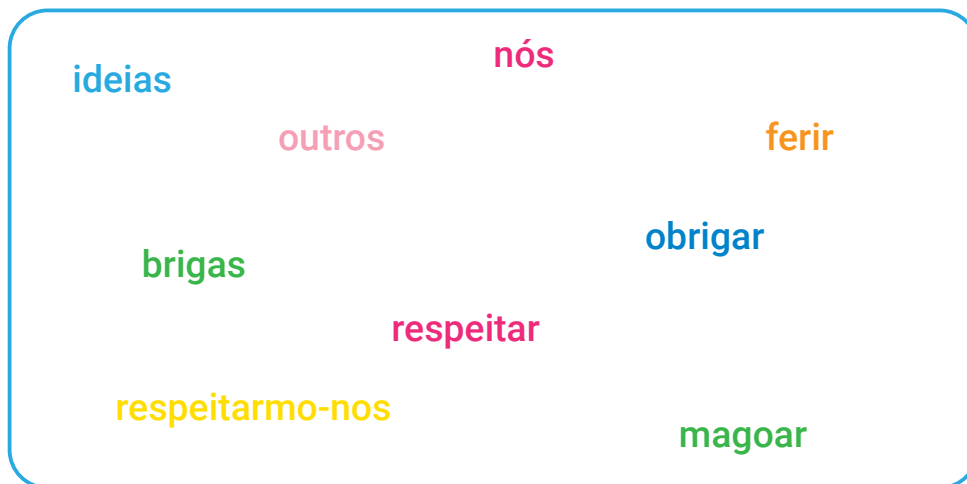 nós
ideias
outros
ferir
obrigar
brigas
respeitar
respeitarmo-nos
magoar